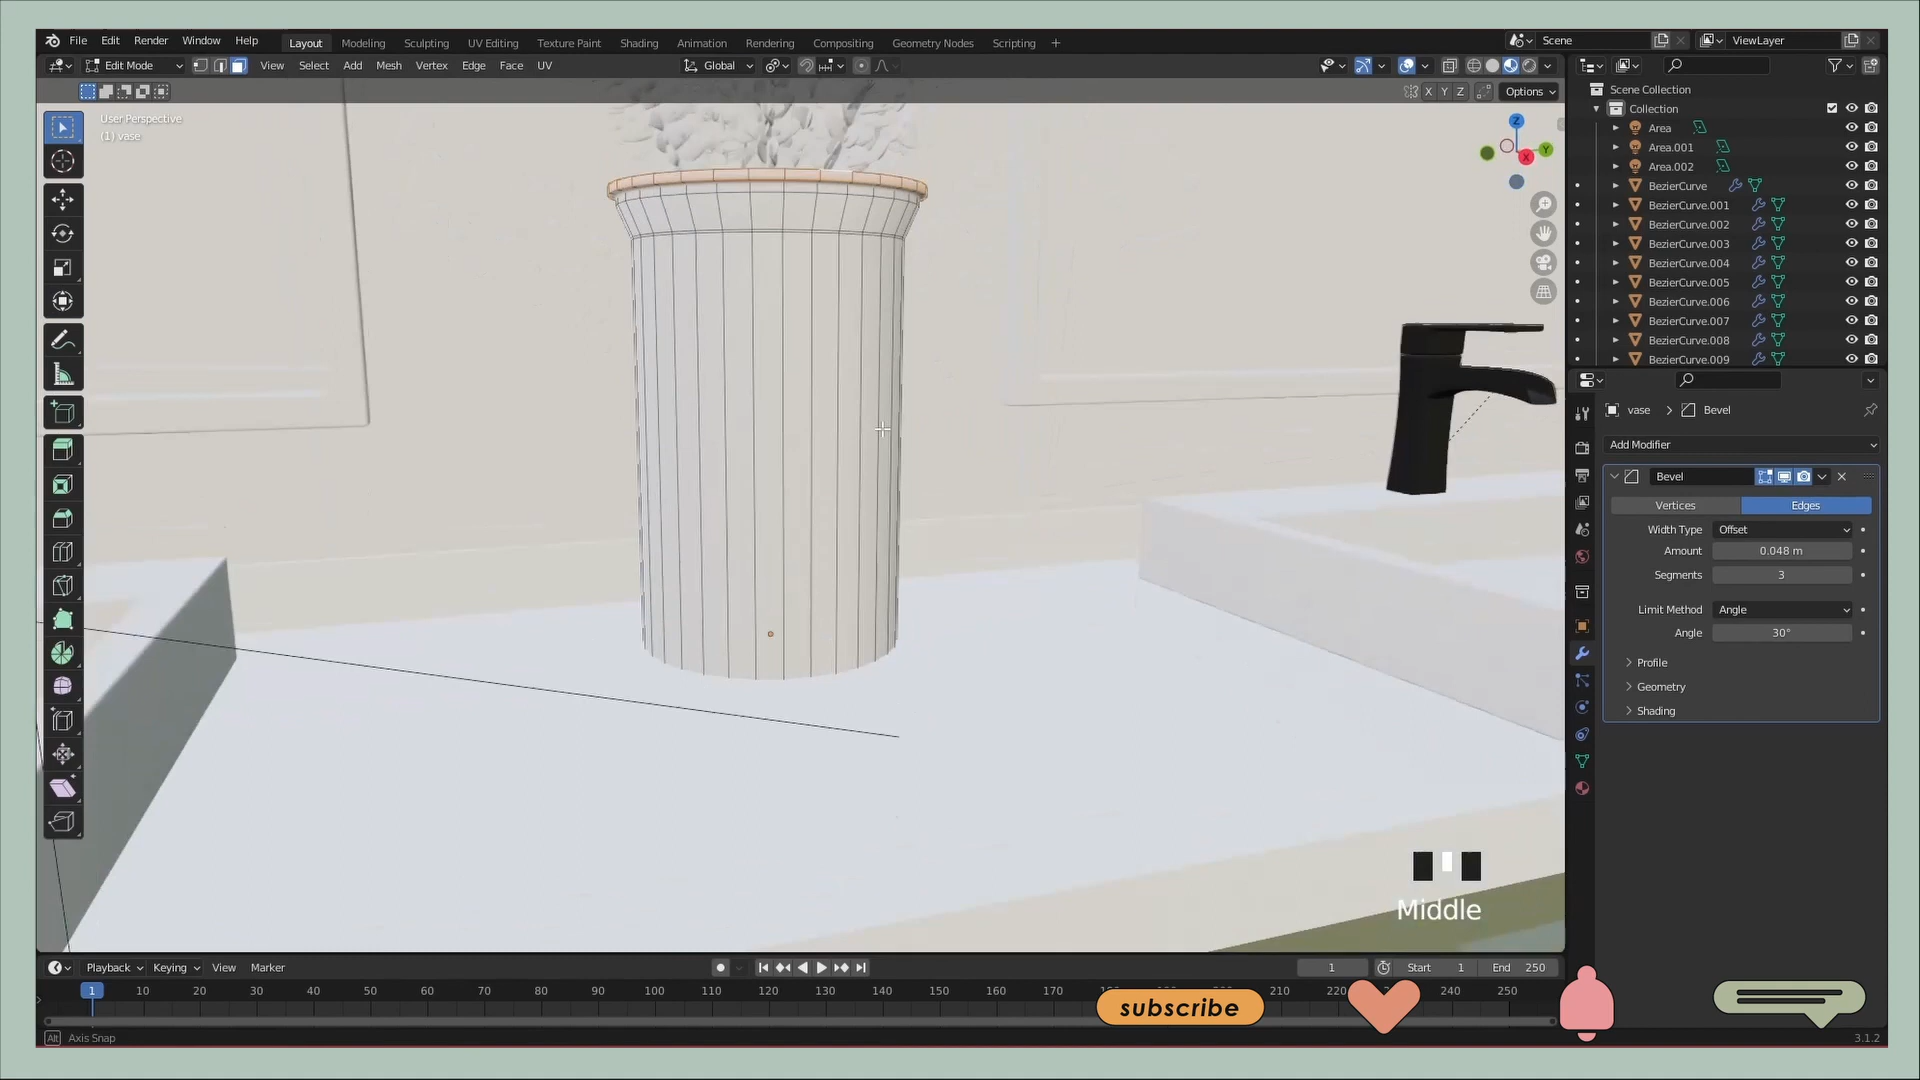 File Edit Render Window Help Layout Modeling Sculpting UV Editing Texture Paint Shading Animation Rendering Compositing Geometry Nodes Scripting + Scene ViewLayer
Edit Mode View Select Add Mesh Vertex Edge Face UV Global
X Y Z Options
User Perspective
(1) vase
Z
Y
X
Scene Collection
Collection
Area
Area.001
Area.002
BezierCurve
BezierCurve.001
BezierCurve.002
BezierCurve.003
BezierCurve.004
BezierCurve.005
BezierCurve.006
BezierCurve.007
BezierCurve.008
BezierCurve.009
vase > Bevel
Add Modifier
Bevel
Vertices Edges
Width Type Offset
Amount 0.048 m
Segments 3
Limit Method Angle
Angle 30°
Profile
Geometry
Shading
Middle
Playback Keying View Marker 1 Start 1 End 250
1 10 20 30 40 50 60 70 80 90 100 110 120 130 140 150 160 170 180 190 200 210 220 230 240 250
subscribe
Alt Axis Snap 3.1.2